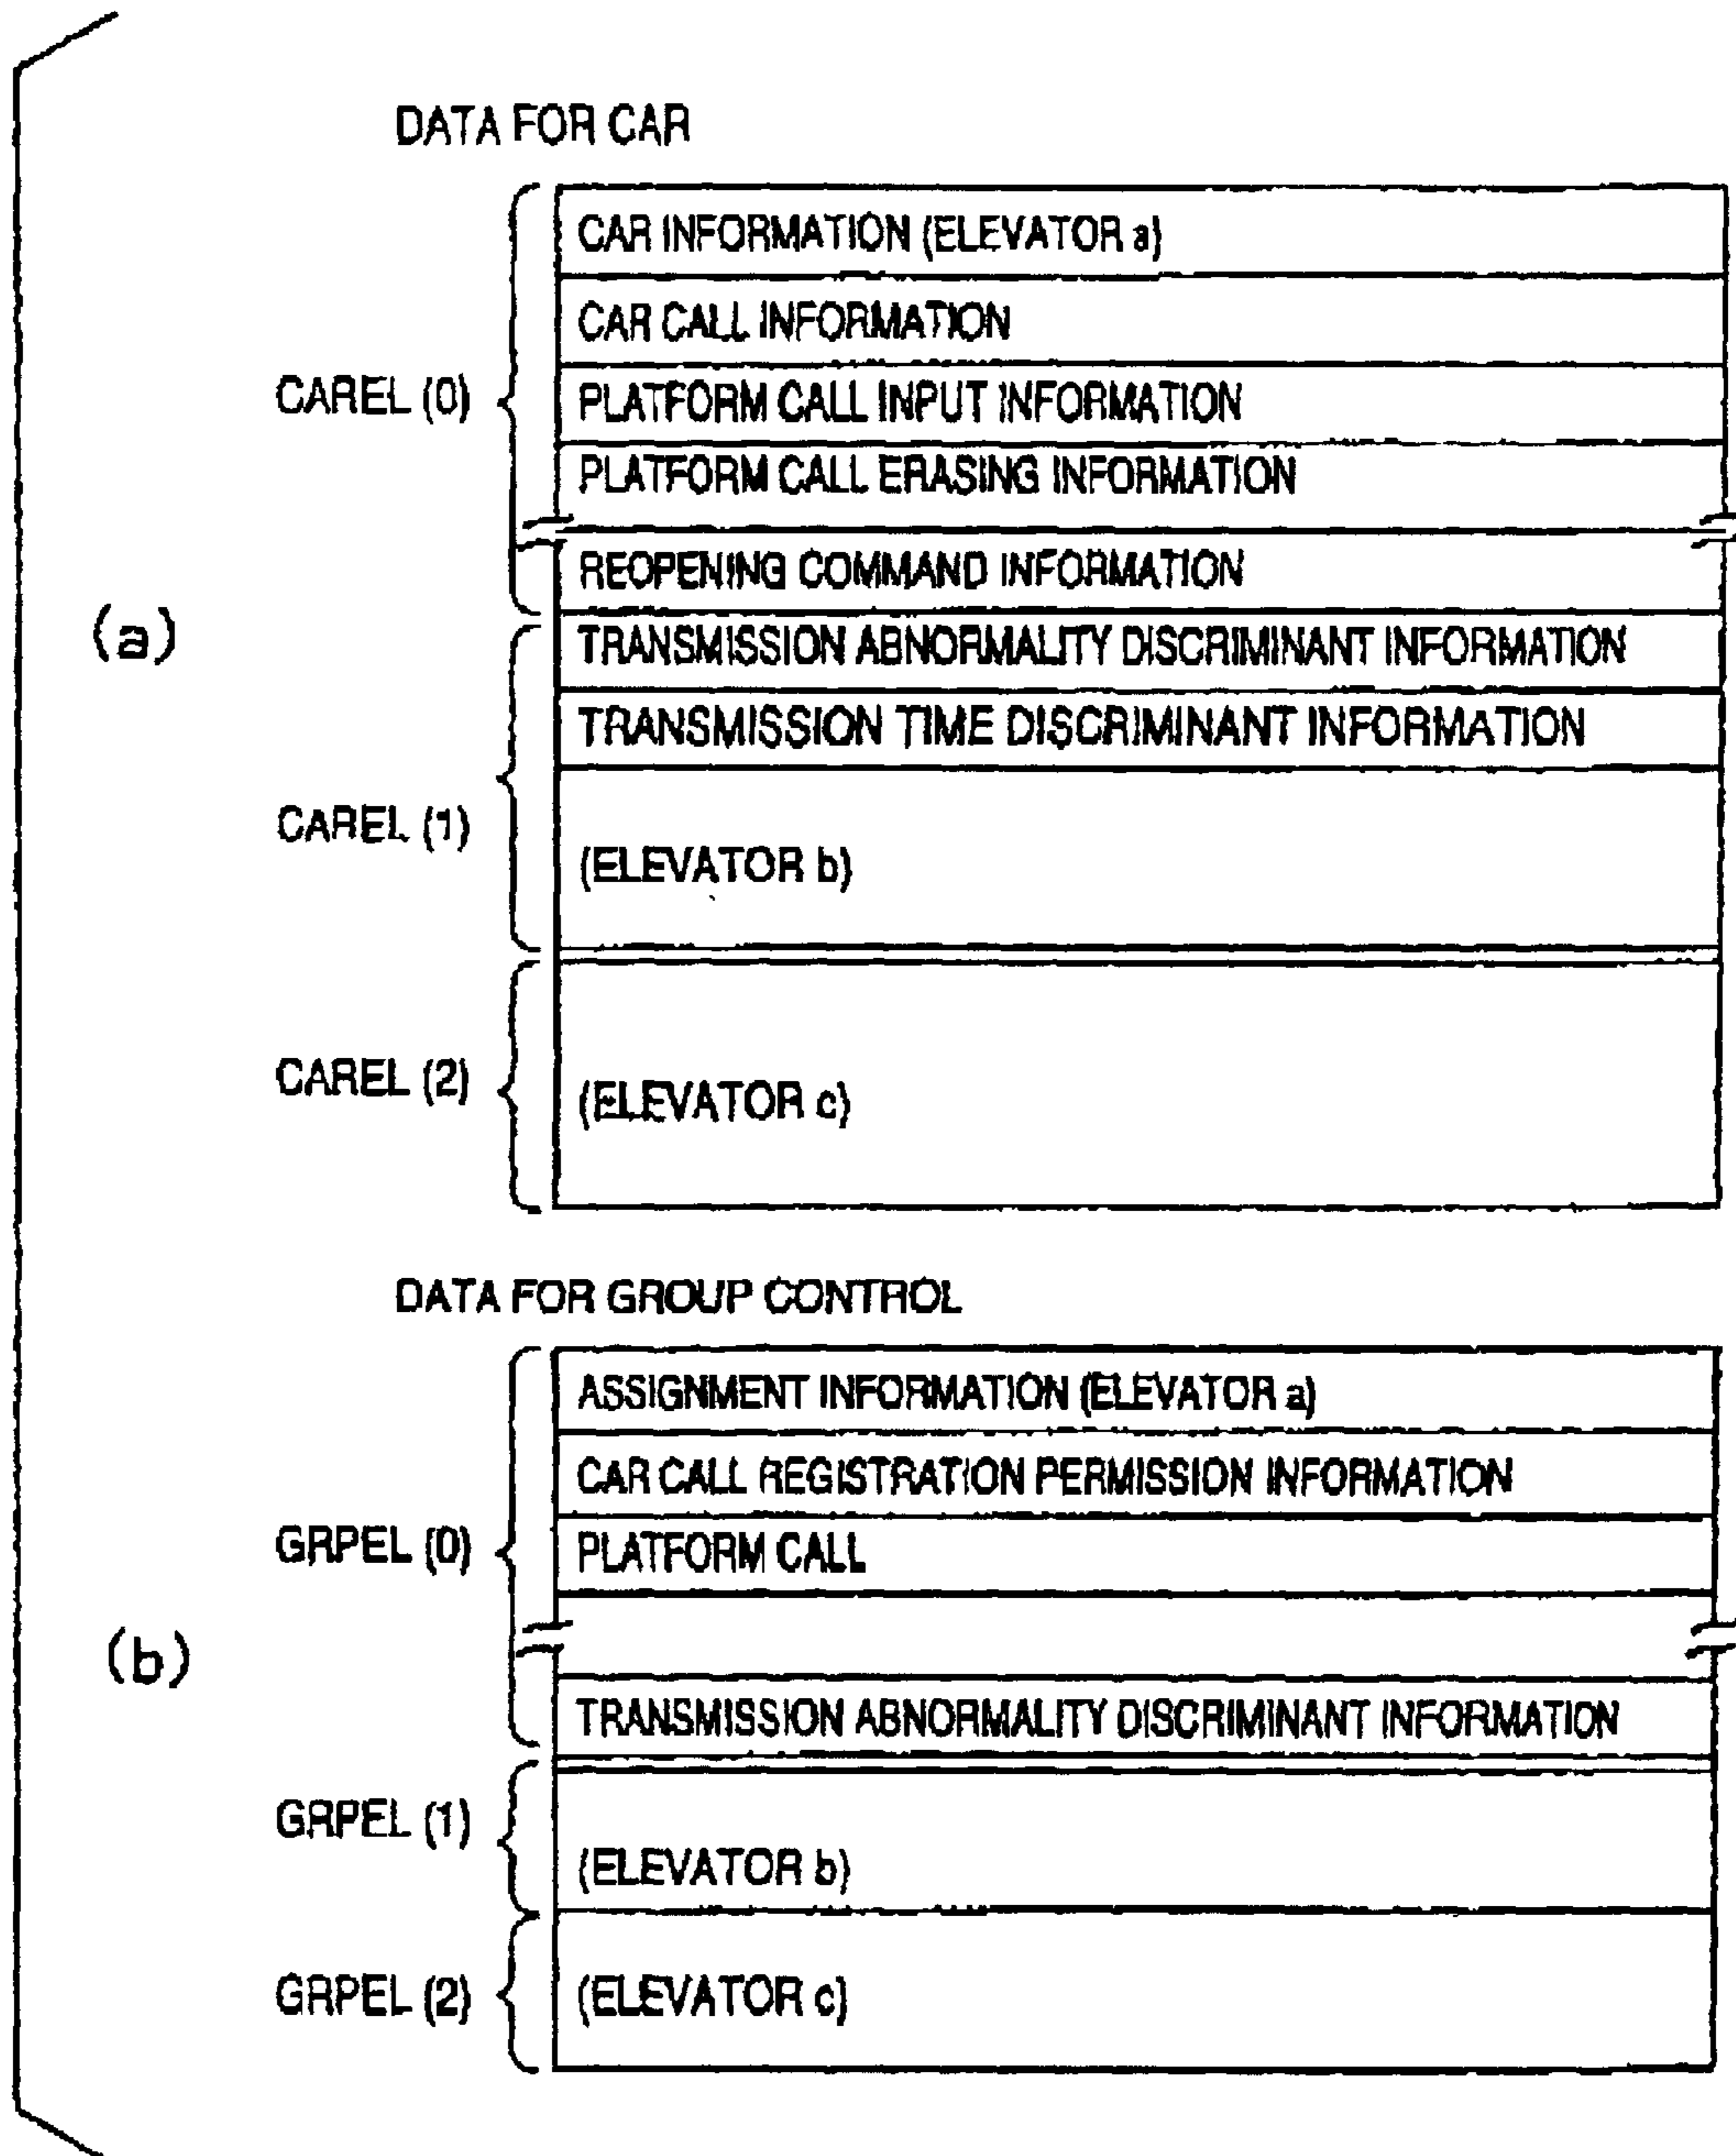 DATA FOR CAR
CAR INFORMATION (ELEVATOR a)
CAR CALL INFORMATION
CAREL (0)
PLATFORM CALL INPUT INFORMATION
PLATFORM CALL ERASING INFORMATION
REOPENING COMMAND INFORMATION
(a)
TRANSMISSION ABNORMALITY DISCRIMINANT INFORMATION
TRANSMISSION TIME DISCRIMINANT INFORMATION
CAREL (1)
(ELEVATOR b)
CAREL (2)
(ELEVATOR c)
DATA FOR GROUP CONTROL
ASSIGNMENT INFORMATION (ELEVATOR a)
CAR CALL REGISTRATION PERMISSION INFORMATION
GRPEL (0)
PLATFORM CALL
(b)
TRANSMISSION ABNORMALITY DISCRIMINANT INFORMATION
GRPEL (1)
(ELEVATOR b)
GRPEL (2)
(ELEVATOR c)